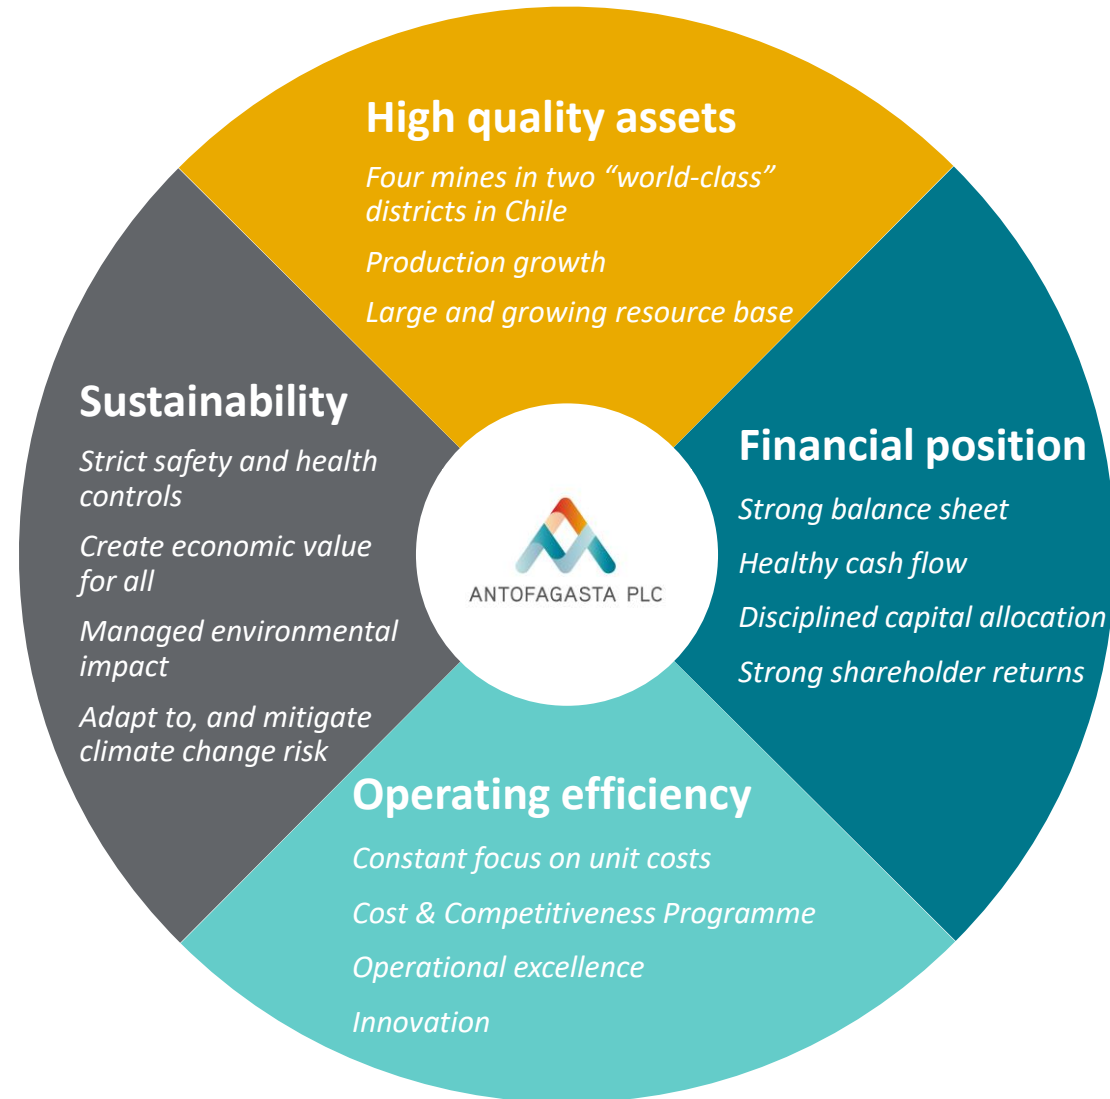 High quality assets
Four mines in two “world-class”
districts in Chile
Production growth
Large and growing resource base
Sustainability
Strict safety and health
controls
Create economic value
for all
Managed environmental
impact
Adapt to, and mitigate
climate change risk
ANTOFAGASTA PLC
Financial position
Strong balance sheet
Healthy cash flow
Disciplined capital allocation
Strong shareholder returns
Operating efficiency
Constant focus on unit costs
Cost & Competitiveness Programme
Operational excellence
Innovation